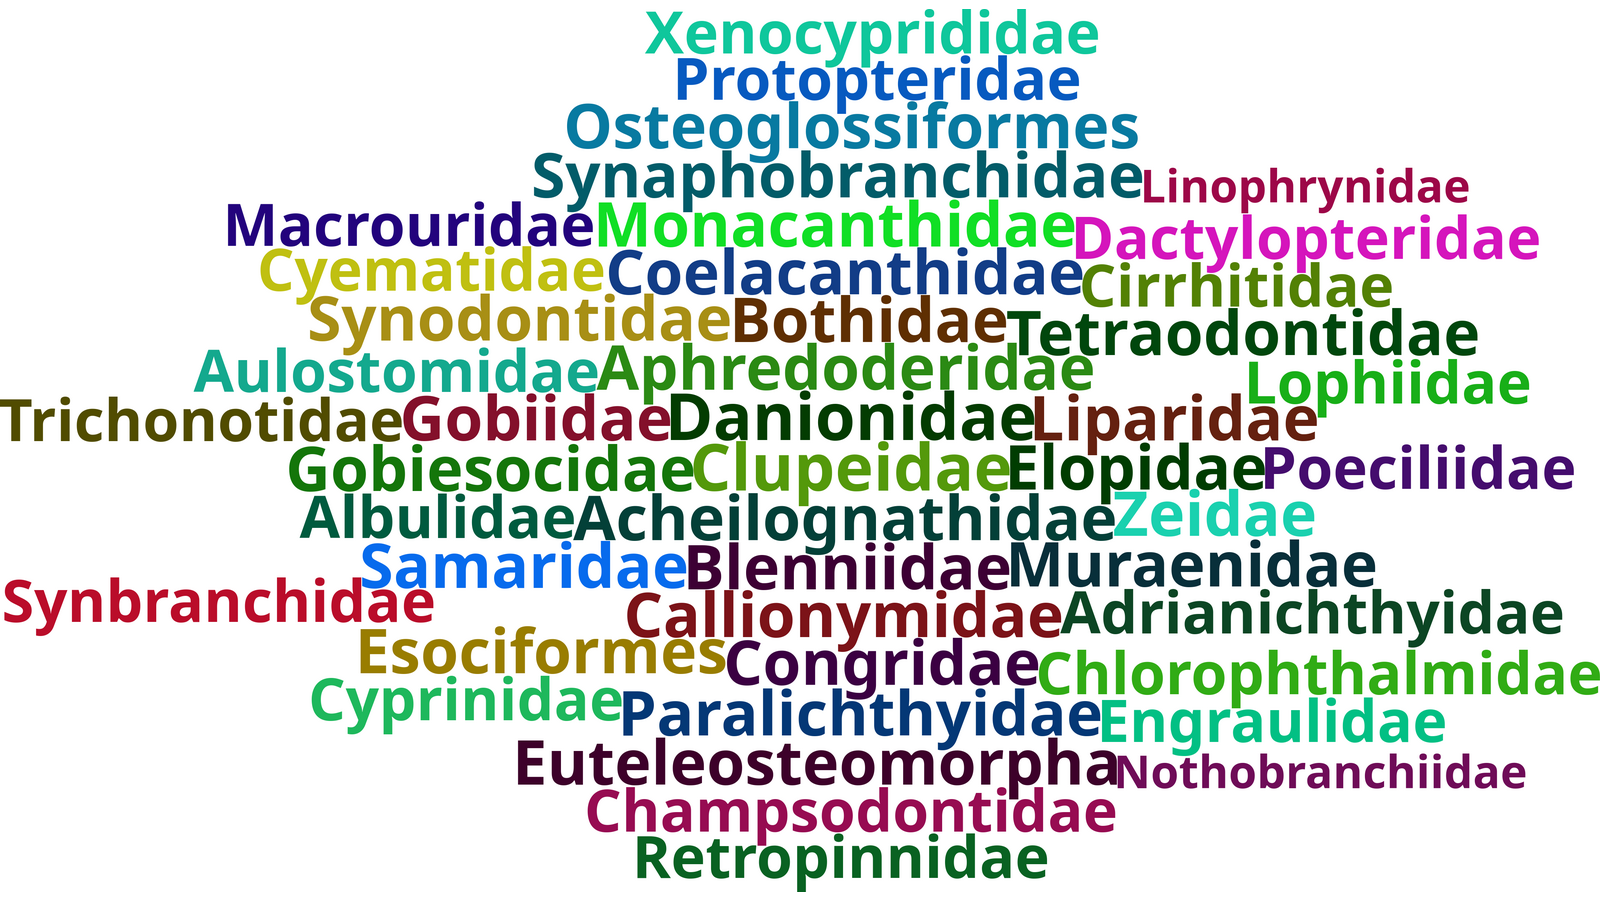 Xenocyprididae
Protopteridae
Osteoglossiformes
Synaphobranchidae Linophrynidae
Macrouridae Monacanthidae Dactylopteridae
Cyematidae Coelacanthidae Cirrhitidae
Synodontidae Bothidae Tetraodontidae
Aulostomidae Aphredoderidae Lophiidae
Trichonotidae Gobiidae Danionidae Liparidae
Gobiesocidae Clupeidae Elopidae Poeciliidae
Albulidae Acheilognathidae Zeidae
Samaridae Blenniidae Muraenidae
Synbranchidae Callionymidae Adrianichthyidae
Esociformes Congridae Chlorophthalmidae
Cyprinidae Paralichthyidae Engraulidae
Euteleosteomorpha Nothobranchiidae
Champsodontidae
Retropinnidae